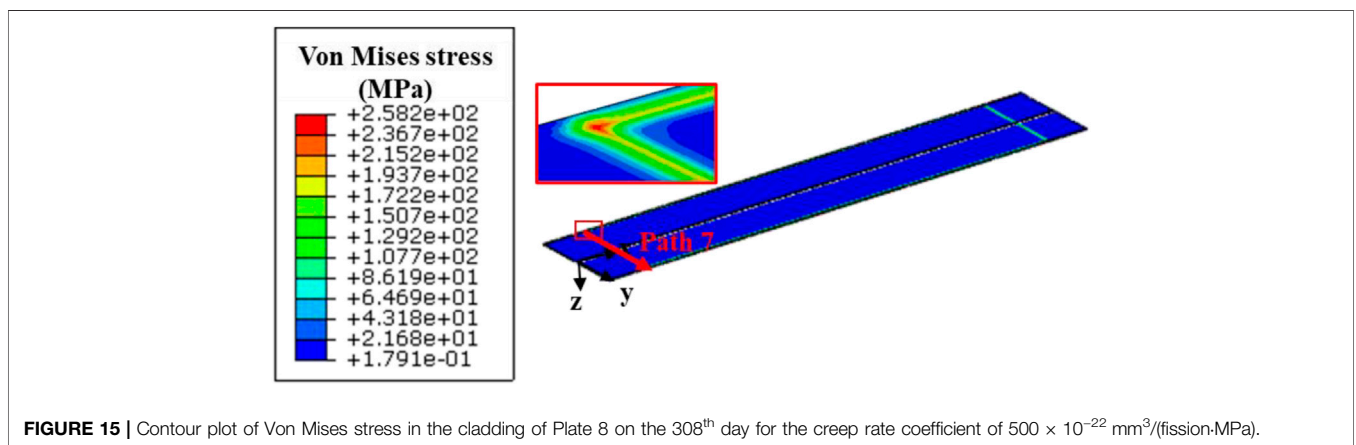 Von Mises stress
(MPa)
+2.582e+02
+2.367e+02
+2.152e+02
+1.937e+02
+1.722e+02
+1.507e+02
+1.292e+02
+1.077e+02
+8.619e+01
+6.469e+01
+4.318e+01
+2.168e+01
+1.791e-01
Path 7
z
y
FIGURE 15 | Contour plot of Von Mises stress in the cladding of Plate 8 on the 308th day for the creep rate coefficient of 500 × 10⁻²² mm³/(fission·MPa).